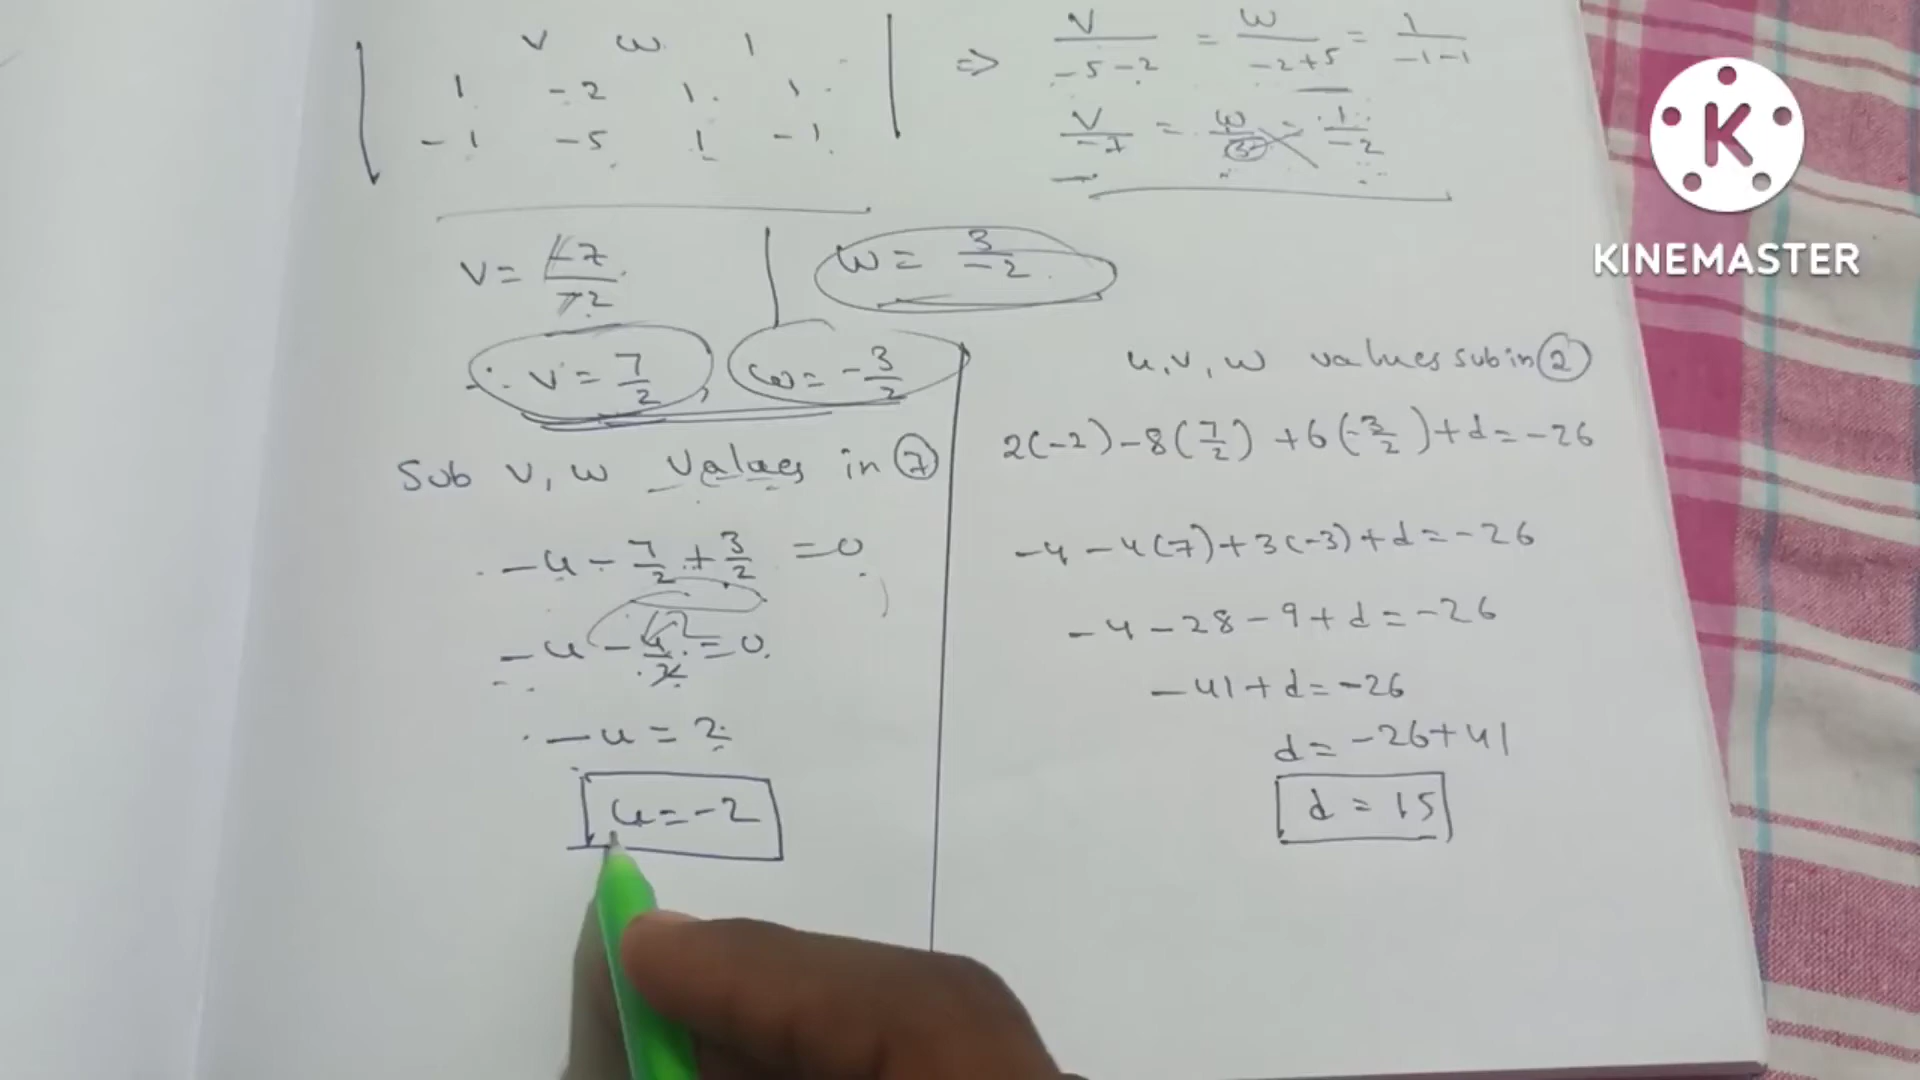 v w 1
1 -2 1 1
-1 -5 1 -1
⇒ v/-5-2 = w/-2+5 = 1/-1-1
v/-7 = w/3 = 1/-2
v = -7/-2
w = 3/-2
∴ v = 7/2, w = -3/2
Sub v, w values in 7
-u - 7/2 + 3/2 = 0
-u - 4/2 = 0
-u = 2
u = -2
u, v, w values sub in 2
2(-2) - 8(7/2) + 6(-3/2) + d = -26
-4 - 4(7) + 3(-3) + d = -26
-4 - 28 - 9 + d = -26
-41 + d = -26
d = -26 + 41
d = 15
K
KINEMASTER